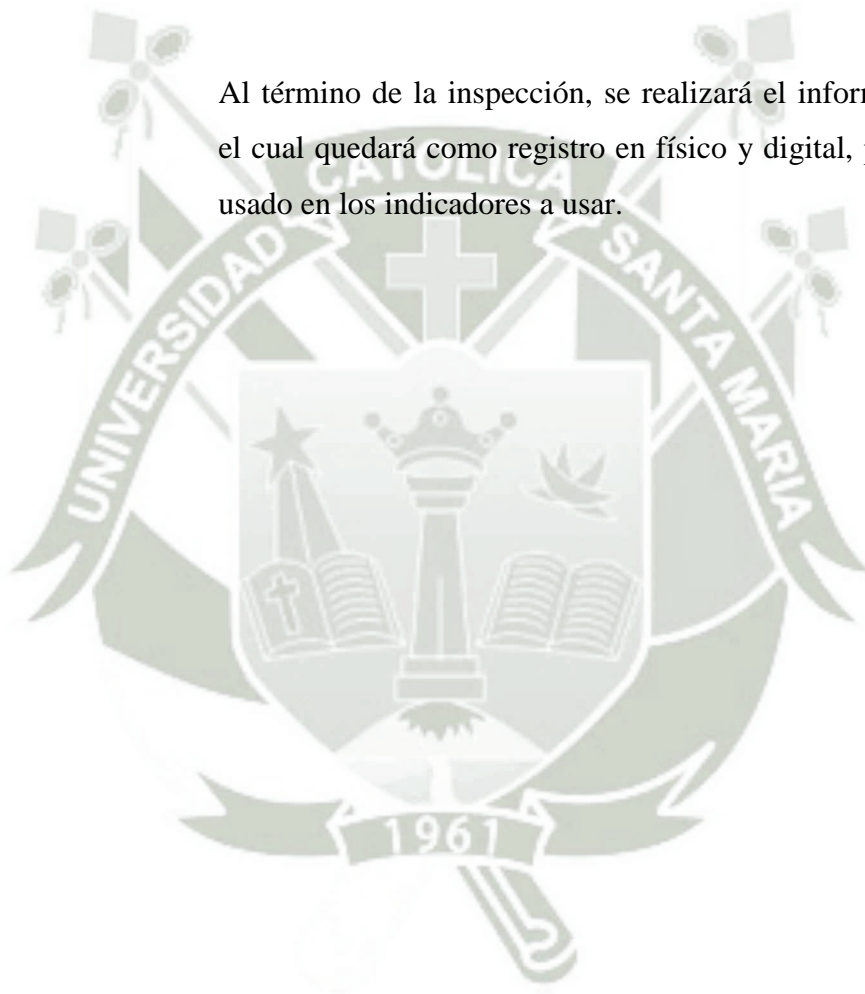 Al término de la inspección, se realizará el
el cual quedará como registro en físico y digital,
usado en los indicadores a usar.
CATOLICA
UNIVERSIDAD
SANTA MARIA
1961